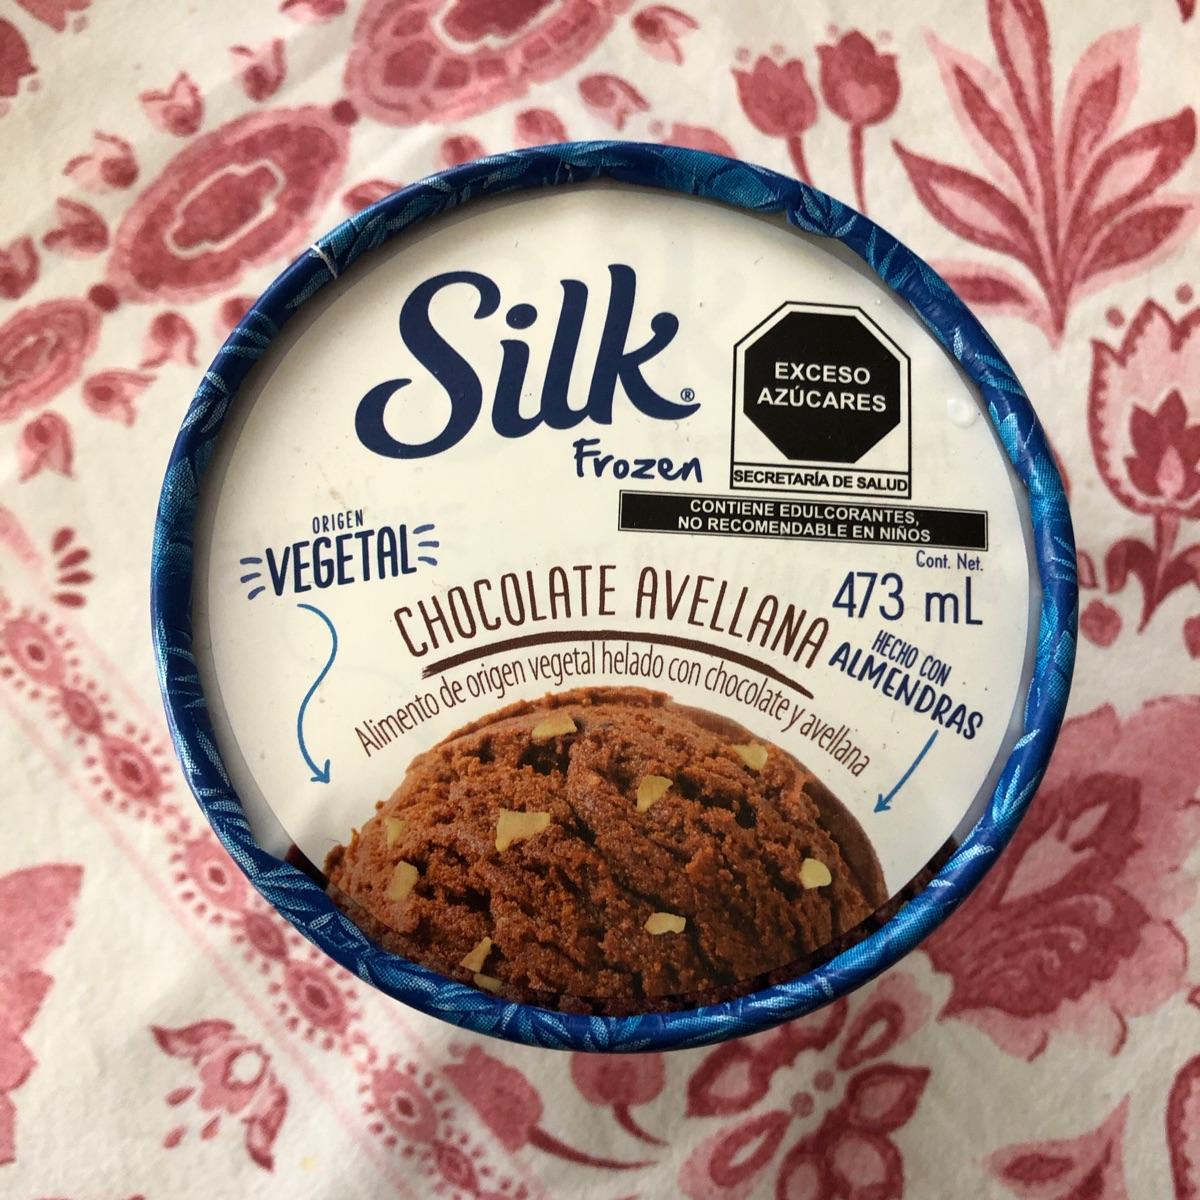 Silk®
Frozen
EXCESO
AZÚCARES
SECRETARÍA DE SALUD
CONTIENE EDULCORANTES,
NO RECOMENDABLE EN NIÑOS
ORIGEN
VEGETAL
Cont. Net.
473 mL
CHOCOLATE AVELLANA
Alimento de origen vegetal helado con chocolate y avellana
HECHO CON
ALMENDRAS